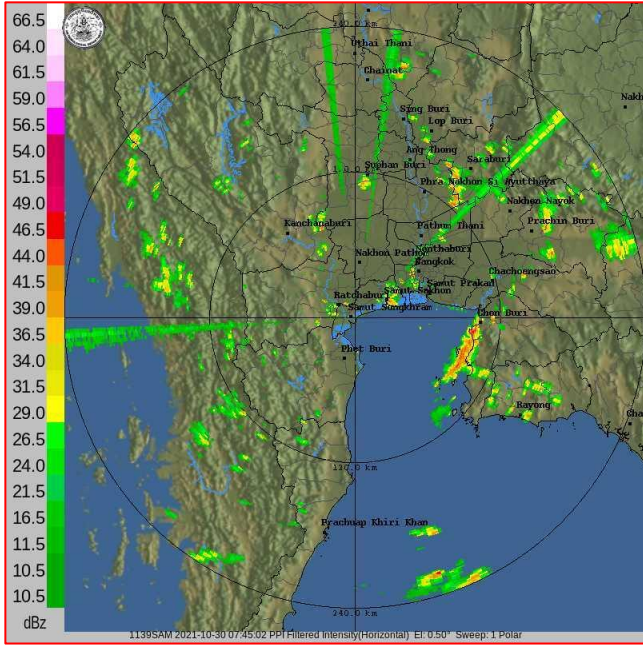 66.5
64.0
61.5
59.0
56.5
54.0
51.5
49.0
46.5
44.0
41.5
39.0
36.5
34.0
31.5
29.0
26.5
24.0
21.5
16.5
11.5
10.5
dBz
240.0 km
Uthai Thani
Chainat
Sing Buri
Lop Buri
Ang Thong
Saraburi
Suphan Buri
Phra Nakhon Si Ayutthaya
Nakhon Nayok
Prachin Buri
Kanchanaburi
Pathum Thani
Nonthaburi
Nakhon Pathom
Bangkok
Chachoengsao
Samut Prakan
Samut Sakhon
Ratchaburi
Samut Songkhram
Chon Buri
Phet Buri
Rayong
Cha
120.0 km
Prachuap Khiri Khan
240.0 km
1139SAM 2021-10-30 07:45:02 PPI Filtered Intensity(Horizontal) El: 0.50° Sweep: 1 Polar